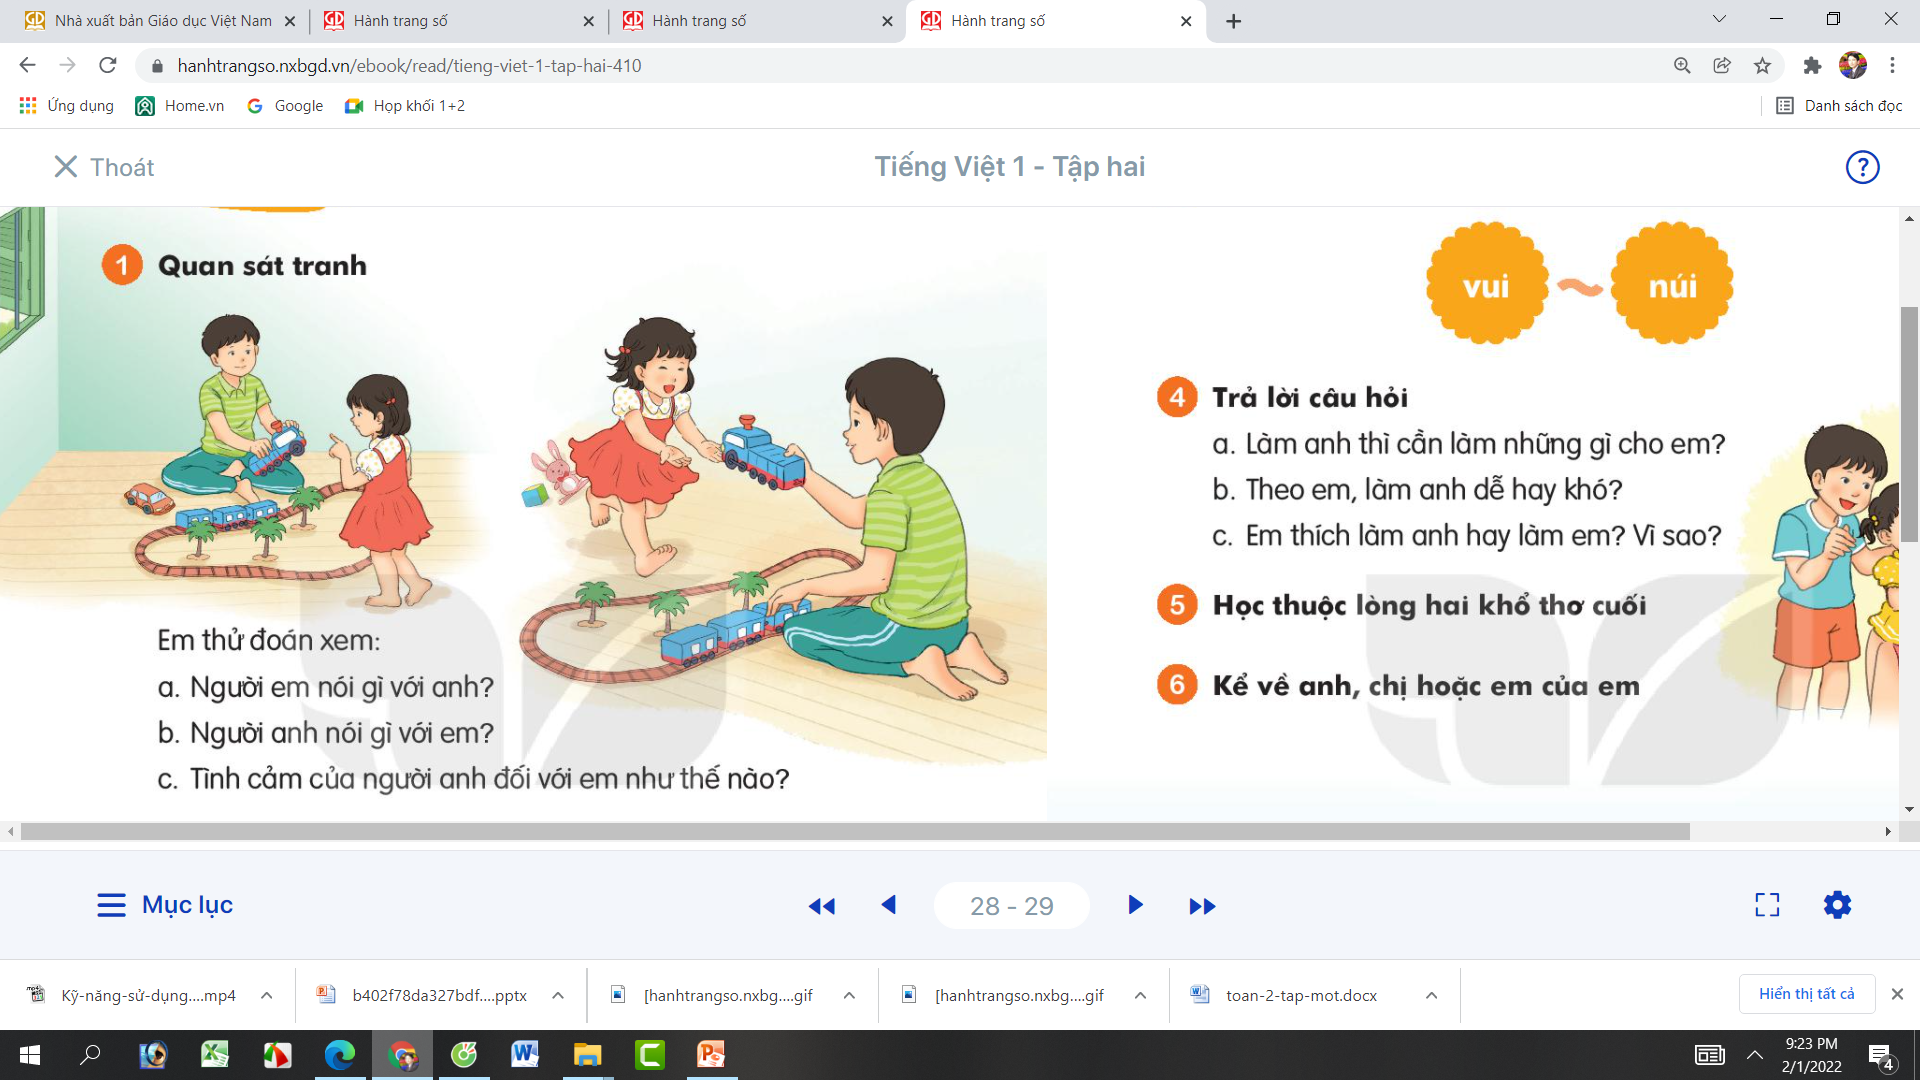 Nhà xuất bản Giáo dục Việt Nam
Hành trang số
Hành trang số
Hành trang số
hanhtrangso.nxbgd.vn/ebook/read/tieng-viet-1-tap-hai-410
Ứng dụng
Home.vn
Google
Họp khối 1+2
Danh sách đọc
Thoát
Tiếng Việt 1 - Tập hai
?
1 Quan sát tranh
Em thử đoán xem:
a. Người em nói gì với anh?
b. Người anh nói gì với em?
c. Tình cảm của người anh đối với em như thế nào?
vui ~ núi
4 Trả lời câu hỏi
a. Làm anh thì cần làm những gì cho em?
b. Theo em, làm anh dễ hay khó?
c. Em thích làm anh hay làm em? Vì sao?
5 Học thuộc lòng hai khổ thơ cuối
6 Kể về anh, chị hoặc em của em
Mục lục
28 - 29
Kỹ-năng-sử-dụng....mp4
b402f78da327bdf....pptx
[hanhtrangso.nxbg....gif
[hanhtrangso.nxbg....gif
toan-2-tap-mot.docx
Hiển thị tất cả
9:23 PM
2/1/2022
4